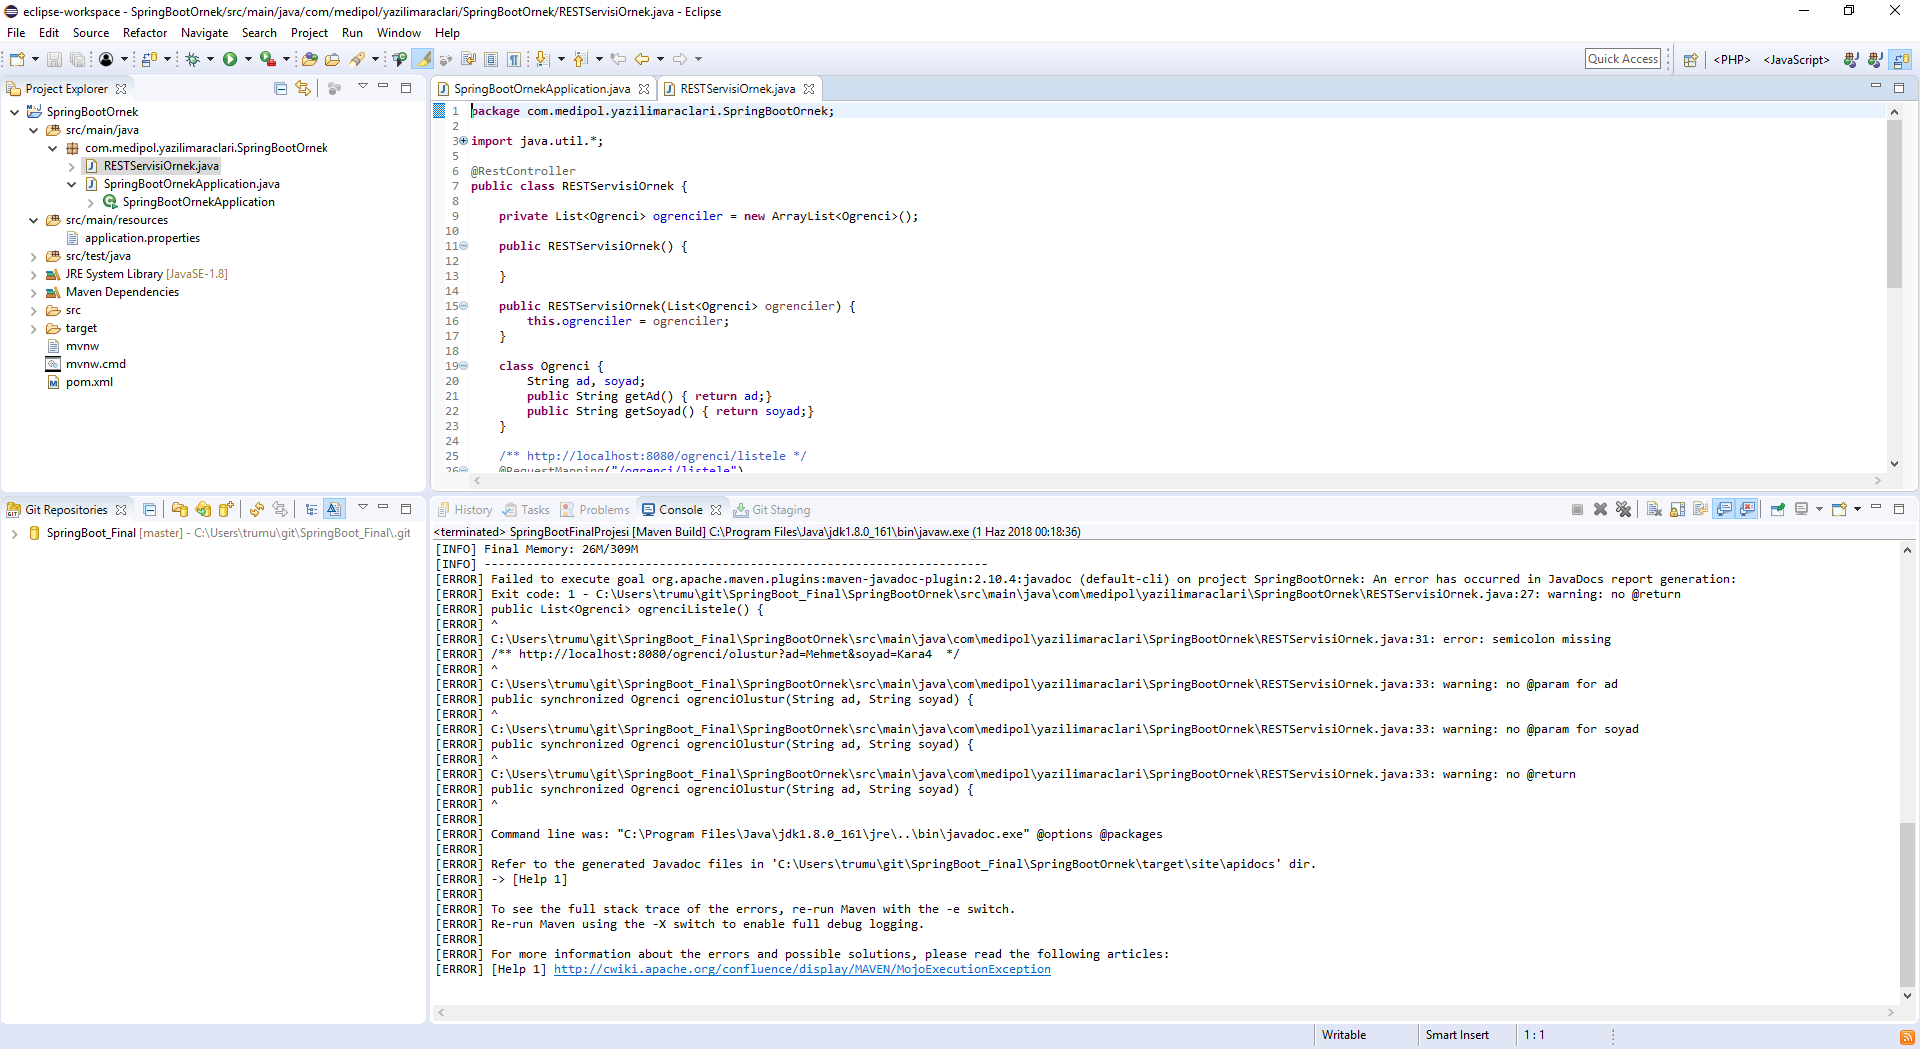 eclipse-workspace - SpringBootOrnek/src/main/java/com/medipol/yazilimaraclari/SpringBootOrnek/RESTServisiOrnek.java - Eclipse
File Edit Source Refactor Navigate Search Project Run Window Help
Quick Access <PHP> <JavaScript>
Project Explorer
SpringBootOrnek
src/main/java
com.medipol.yazilimaraclari.SpringBootOrnek
RESTServisiOrnek.java
SpringBootOrnekApplication.java
SpringBootOrnekApplication
src/main/resources
application.properties
src/test/java
JRE System Library [JavaSE-1.8]
Maven Dependencies
src
target
mvnw
mvnw.cmd
pom.xml
SpringBootOrnekApplication.java RESTServisiOrnek.java
1 package com.medipol.yazilimaraclari.SpringBootOrnek;
2
3 import java.util.*;
5
6 @RestController
7 public class RESTServisiOrnek {
8
9 private List<Ogrenci> ogrenciler = new ArrayList<Ogrenci>();
10
11 public RESTServisiOrnek() {
12
13 }
14
15 public RESTServisiOrnek(List<Ogrenci> ogrenciler) {
16 this.ogrenciler = ogrenciler;
17 }
18
19 class Ogrenci {
20 String ad, soyad;
21 public String getAd() { return ad;}
22 public String getSoyad() { return soyad;}
23 }
24
25 /** http://localhost:8080/ogrenci/listele */
26 @RequestMapping("/ogrenci/listele")
Git Repositories
SpringBoot_Final [master] - C:\Users\trumu\git\SpringBoot_Final\.git
History Tasks Problems Console Git Staging
<terminated> SpringBootFinalProjesi [Maven Build] C:\Program Files\Java\jdk1.8.0_161\bin\javaw.exe (1 Haz 2018 00:18:36)
[INFO] Final Memory: 26M/309M
[INFO] ------------------------------------------------------------------------
[ERROR] Failed to execute goal org.apache.maven.plugins:maven-javadoc-plugin:2.10.4:javadoc (default-cli) on project SpringBootOrnek: An error has occurred in JavaDocs report generation:
[ERROR] Exit code: 1 - C:\Users\trumu\git\SpringBoot_Final\SpringBootOrnek\src\main\java\com\medipol\yazilimaraclari\SpringBootOrnek\RESTServisiOrnek.java:27: warning: no @return
[ERROR] public List<Ogrenci> ogrenciListele() {
[ERROR] ^
[ERROR] C:\Users\trumu\git\SpringBoot_Final\SpringBootOrnek\src\main\java\com\medipol\yazilimaraclari\SpringBootOrnek\RESTServisiOrnek.java:31: error: semicolon missing
[ERROR] /** http://localhost:8080/ogrenci/olustur?ad=Mehmet&soyad=Kara4 */
[ERROR] ^
[ERROR] C:\Users\trumu\git\SpringBoot_Final\SpringBootOrnek\src\main\java\com\medipol\yazilimaraclari\SpringBootOrnek\RESTServisiOrnek.java:33: warning: no @param for ad
[ERROR] public synchronized Ogrenci ogrenciOlustur(String ad, String soyad) {
[ERROR] ^
[ERROR] C:\Users\trumu\git\SpringBoot_Final\SpringBootOrnek\src\main\java\com\medipol\yazilimaraclari\SpringBootOrnek\RESTServisiOrnek.java:33: warning: no @param for soyad
[ERROR] public synchronized Ogrenci ogrenciOlustur(String ad, String soyad) {
[ERROR] ^
[ERROR] C:\Users\trumu\git\SpringBoot_Final\SpringBootOrnek\src\main\java\com\medipol\yazilimaraclari\SpringBootOrnek\RESTServisiOrnek.java:33: warning: no @return
[ERROR] public synchronized Ogrenci ogrenciOlustur(String ad, String soyad) {
[ERROR] ^
[ERROR]
[ERROR] Command line was: "C:\Program Files\Java\jdk1.8.0_161\jre\..\bin\javadoc.exe" @options @packages
[ERROR]
[ERROR] Refer to the generated Javadoc files in 'C:\Users\trumu\git\SpringBoot_Final\SpringBootOrnek\target\site\apidocs' dir.
[ERROR] -> [Help 1]
[ERROR]
[ERROR] To see the full stack trace of the errors, re-run Maven with the -e switch.
[ERROR] Re-run Maven using the -X switch to enable full debug logging.
[ERROR]
[ERROR] For more information about the errors and possible solutions, please read the following articles:
[ERROR] [Help 1] http://cwiki.apache.org/confluence/display/MAVEN/MojoExecutionException
Writable Smart Insert 1 : 1